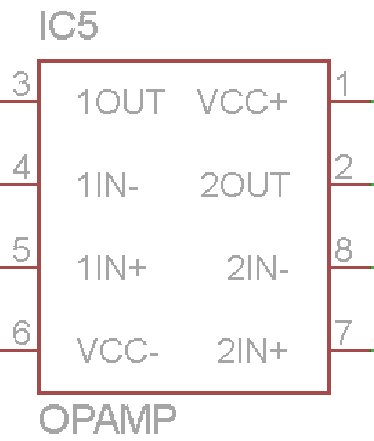 IC5
3 1OUT VCC+ 1
4 1IN- 2OUT 2
5 1IN+ 2IN- 8
6 VCC- 2IN+ 7
OPAMP